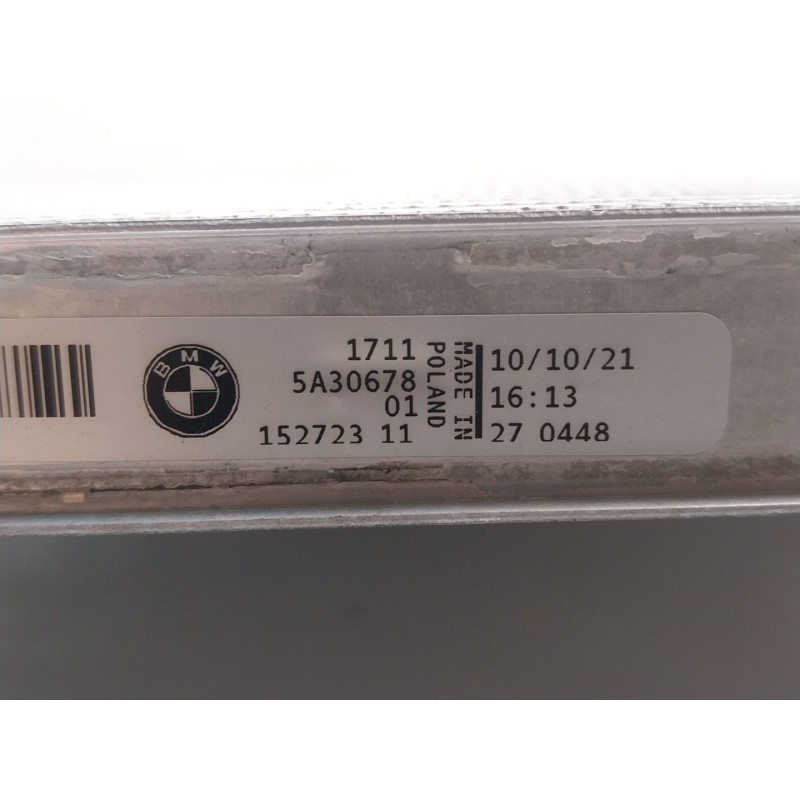 BMW
1711
5A30678
01
152723 11
MADE IN
POLAND
10/10/21
16:13
27 0448